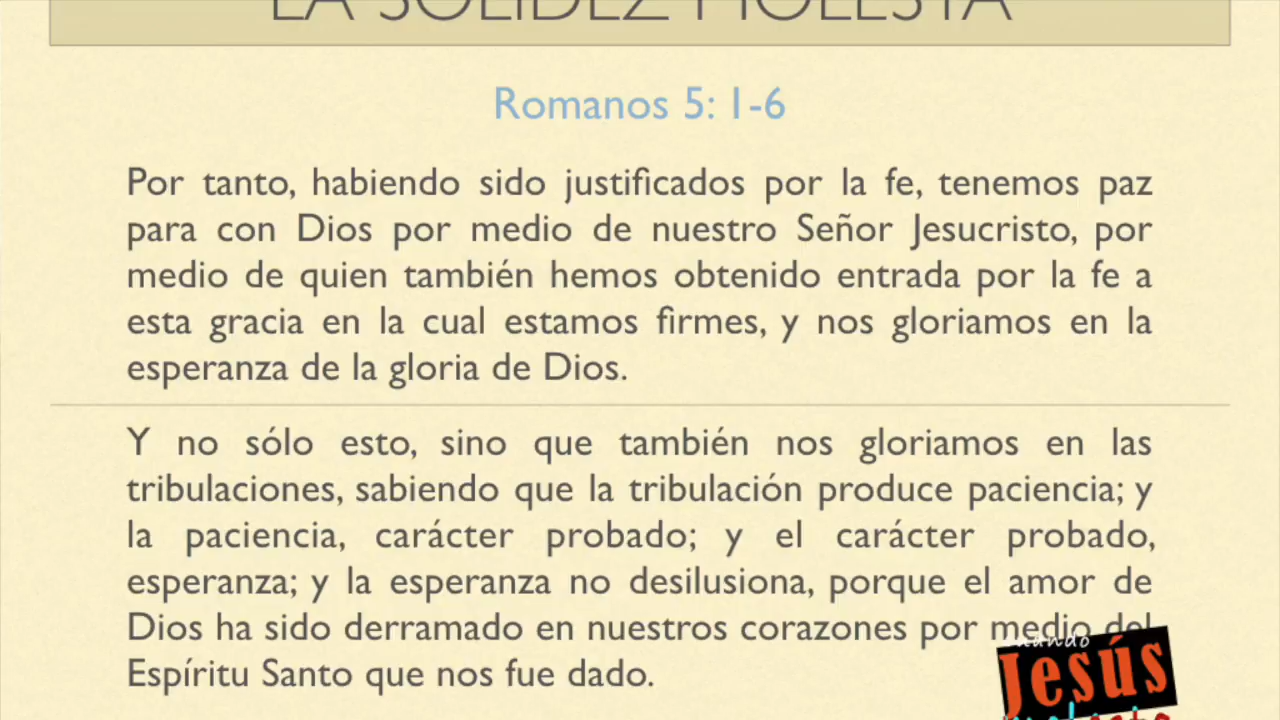 LA SOLIDEZ MOLESTA
Romanos 5: 1-6
Por tanto, habiendo sido justificados por la fe, tenemos paz
para con Dios por medio de nuestro Señor Jesucristo, por
medio de quien también hemos obtenido entrada por la fe a
esta gracia en la cual estamos firmes, y nos gloriamos en la
esperanza de la gloria de Dios.
Y no sólo esto, sino que también nos gloriamos en las
tribulaciones, sabiendo que la tribulación produce paciencia; y
la paciencia, carácter probado; y el carácter probado,
esperanza; y la esperanza no desilusiona, porque el amor de
Dios ha sido derramado en nuestros corazones por medio del
Espíritu Santo que nos fue dado.
Jesús